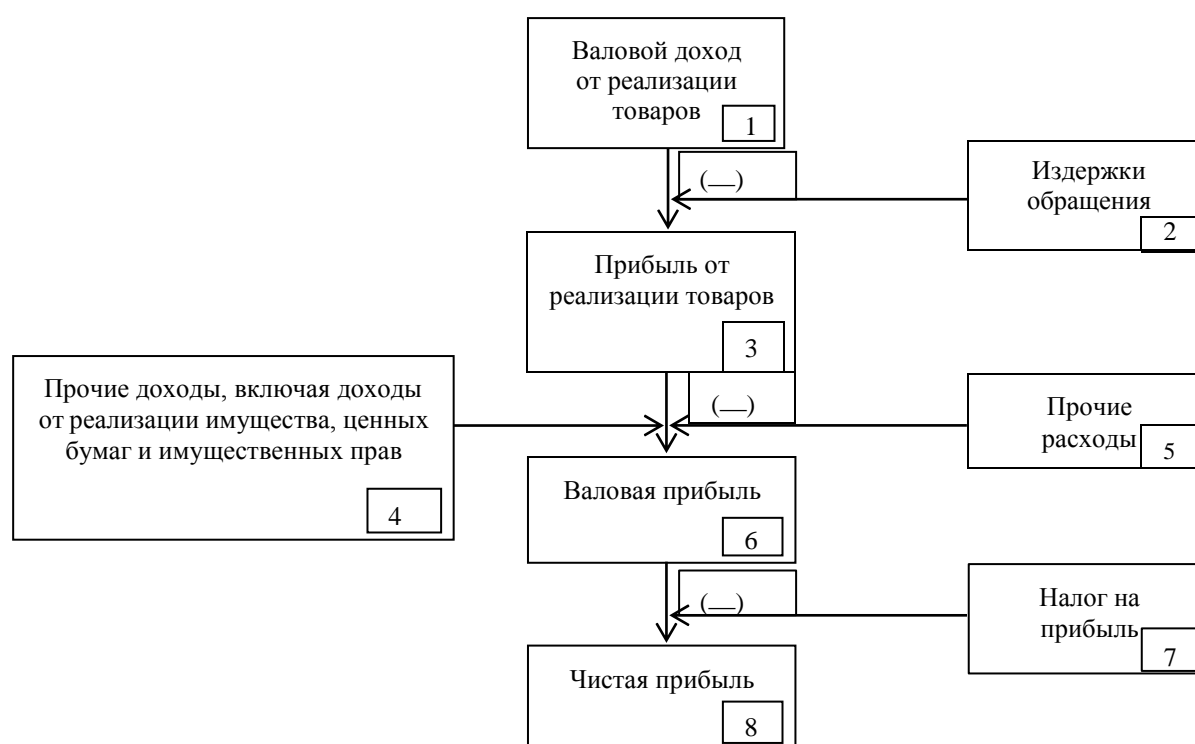 Валовой доход
от реализации
товаров
1
(—)
Издержки
обращения
2
Прибыль от
реализации товаров
3
Прочие доходы, включая доходы
от реализации имущества, ценных
бумаг и имущественных прав
4
(—)
Прочие
расходы
5
Валовая прибыль
6
(—)
Налог на
прибыль
7
Чистая прибыль
8